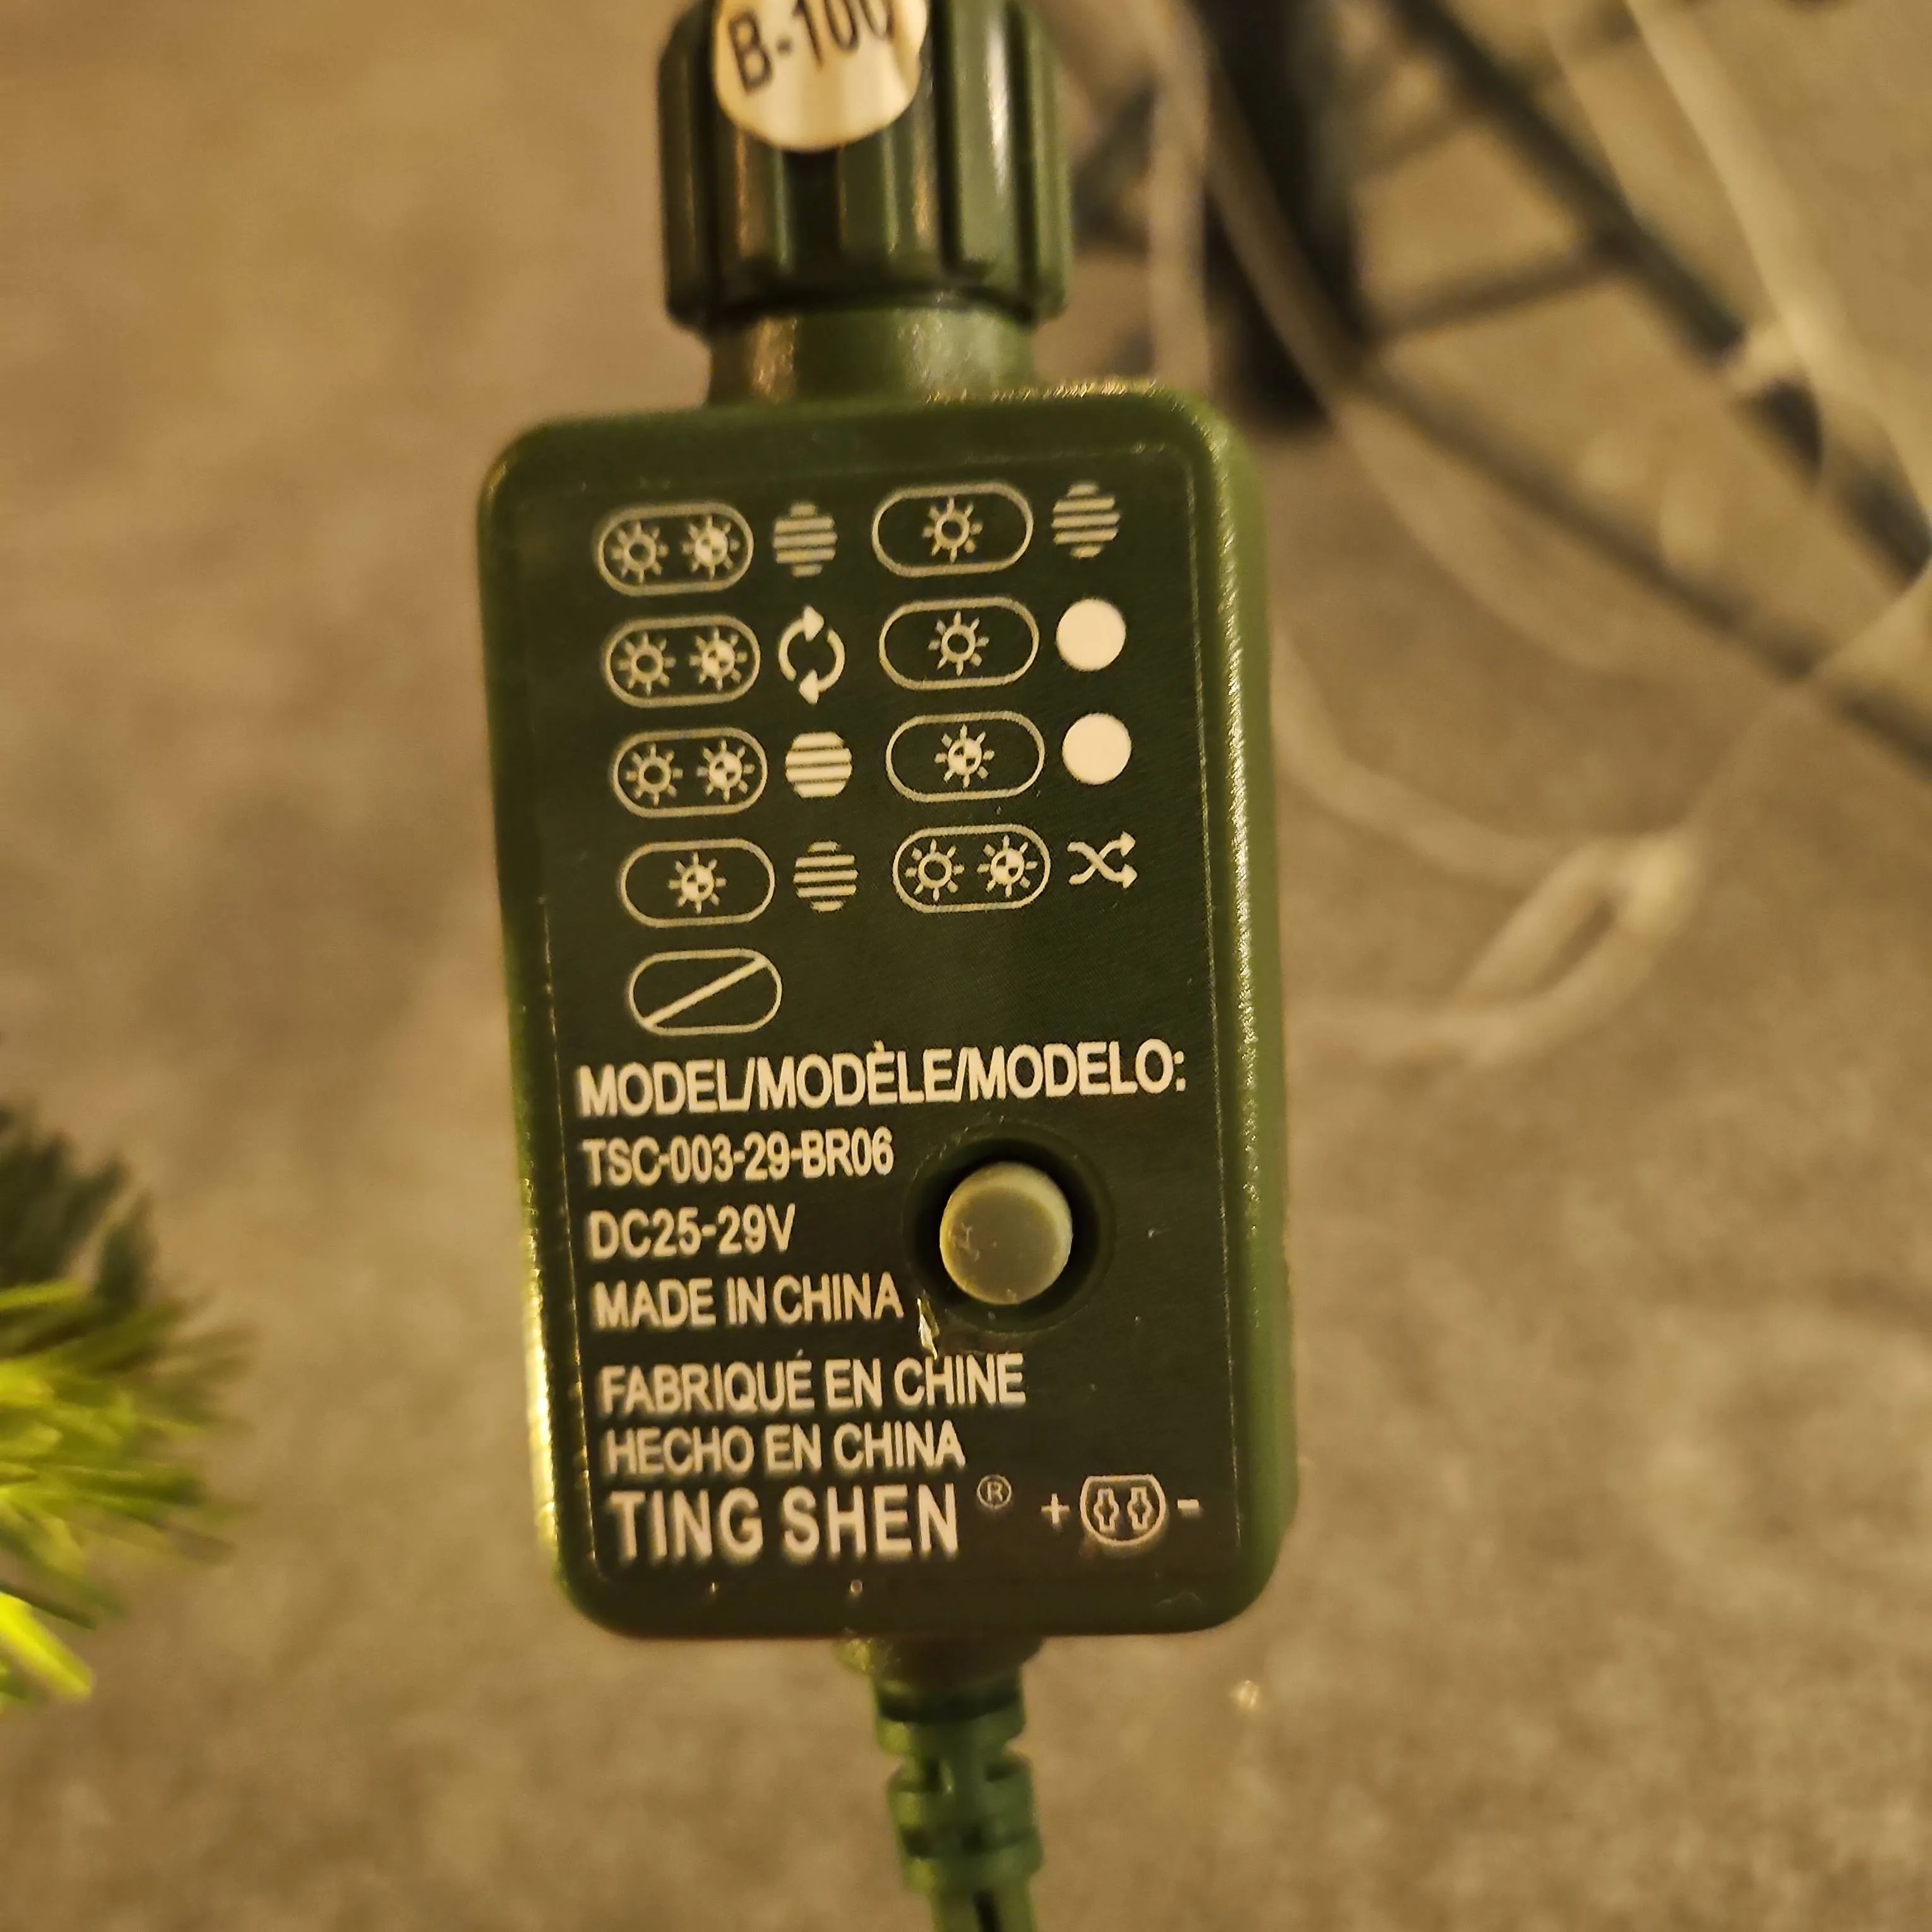 B-100
MODEL/MODÈLE/MODELO:
TSC-003-29-BR06
DC25-29V
MADE IN CHINA
FABRIQUÉ EN CHINE
HECHO EN CHINA
TING SHEN ®
+ -